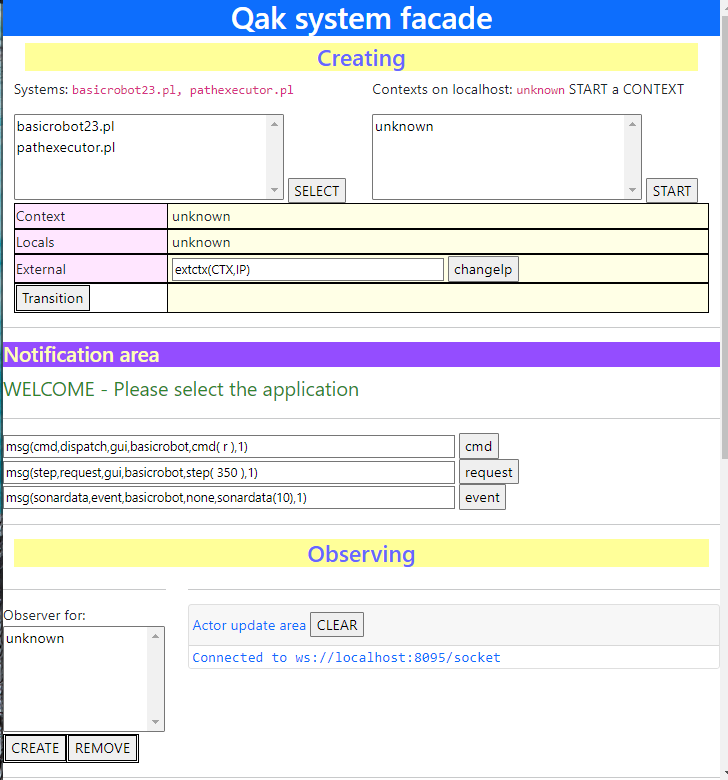 Qak system facade
Creating
Systems: basicrobot23.pl, pathexecutor.pl
Contexts on localhost: unknown START a CONTEXT
basicrobot23.pl
pathexecutor.pl
SELECT
unknown
START
Context unknown
Locals unknown
External extctx(CTX,IP) changeIp
Transition
Notification area
WELCOME - Please select the application
msg(cmd,dispatch,gui,basicrobot,cmd( r ),1) cmd
msg(step,request,gui,basicrobot,step( 350 ),1) request
msg(sonardata,event,basicrobot,none,sonardata(10),1) event
Observing
Observer for:
unknown
CREATE REMOVE
Actor update area CLEAR
Connected to ws://localhost:8095/socket